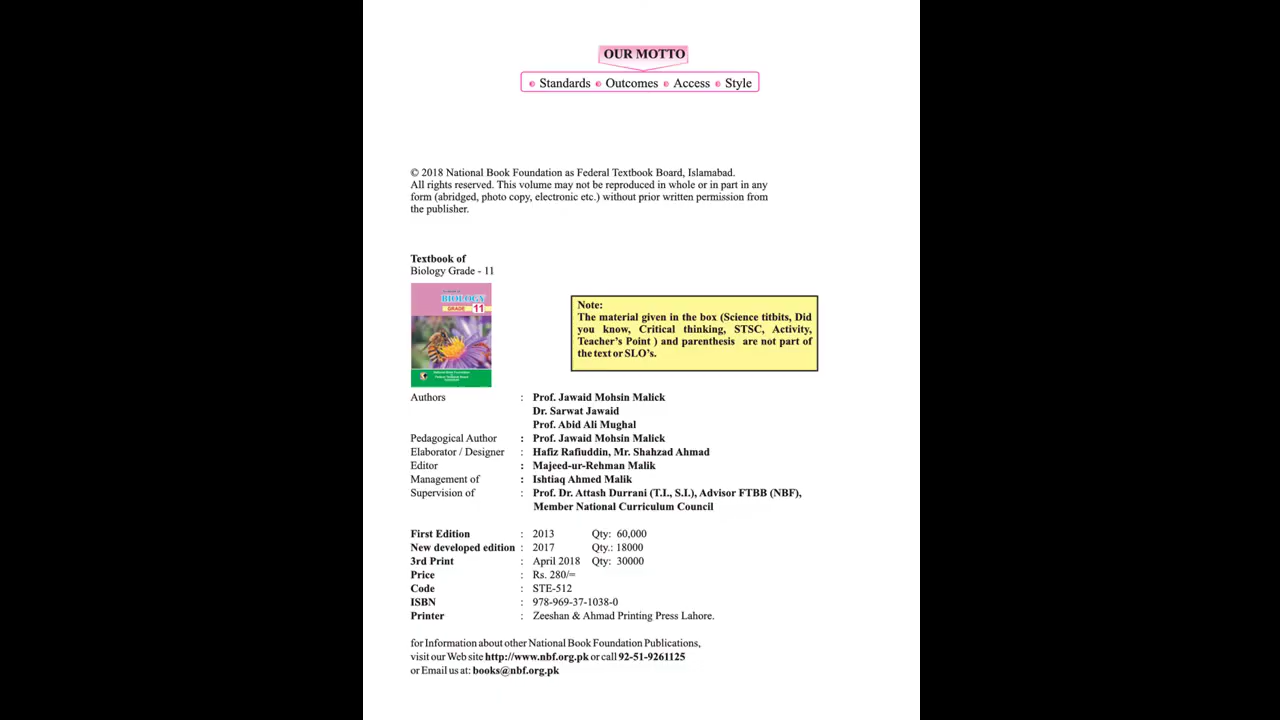 OUR MOTTO
Standards Outcomes Access Style
© 2018 National Book Foundation as Federal Textbook Board, Islamabad.
All rights reserved. This volume may not be reproduced in whole or in part in any
form (abridged, photo copy, electronic etc.) without prior written permission from
the publisher.
Textbook of
Biology Grade - 11
BIOLOGY
GRADE 11
Note:
The material given in the box (Science titbits, Did
you know, Critical thinking, STSC, Activity,
Teacher's Point ) and parenthesis are not part of
the text or SLO's.
Authors : Prof. Jawaid Mohsin Malick
Dr. Sarwat Jawaid
Prof. Abid Ali Mughal
Pedagogical Author : Prof. Jawaid Mohsin Malick
Elaborator / Designer : Hafiz Rafiuddin, Mr. Shahzad Ahmad
Editor : Majeed-ur-Rehman Malik
Management of : Ishtiaq Ahmed Malik
Supervision of : Prof. Dr. Attash Durrani (T.I., S.I.), Advisor FTBB (NBF),
Member National Curriculum Council
First Edition : 2013 Qty: 60,000
New developed edition : 2017 Qty.: 18000
3rd Print : April 2018 Qty: 30000
Price : Rs. 280/=
Code : STE-512
ISBN : 978-969-37-1038-0
Printer : Zeeshan & Ahmad Printing Press Lahore.
for Information about other National Book Foundation Publications,
visit our Web site http://www.nbf.org.pk or call 92-51-9261125
or Email us at: books@nbf.org.pk